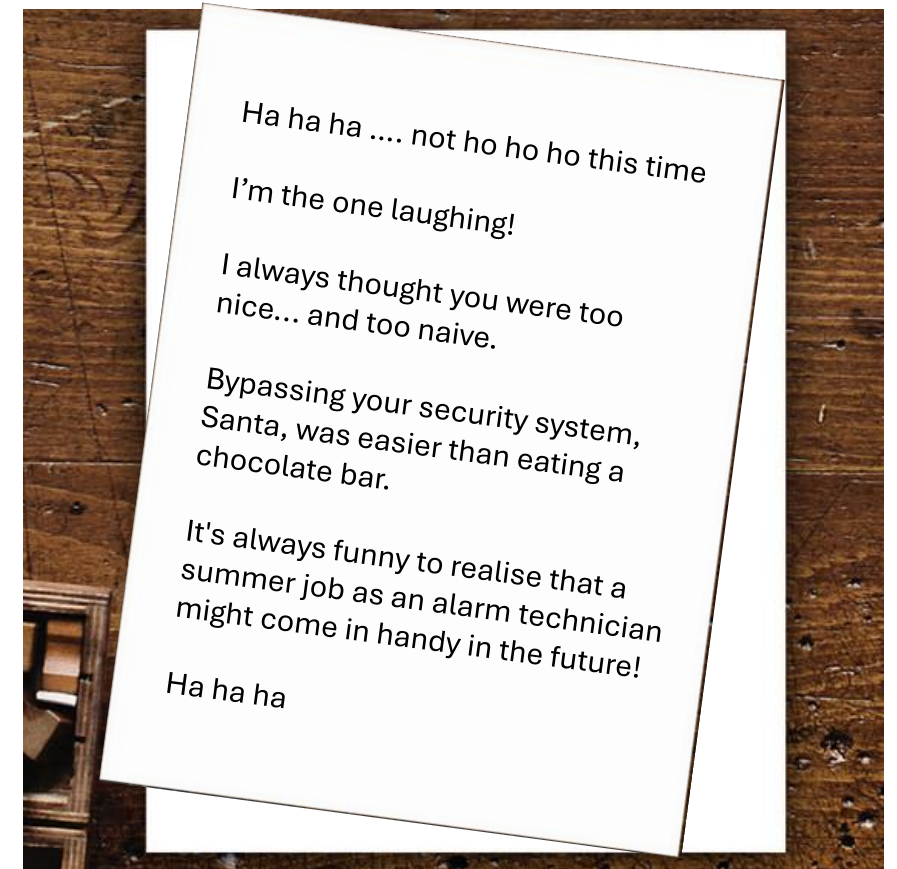 Ha ha ha .... not ho ho ho this time
I’m the one laughing!
I always thought you were too
nice... and too naive.
Bypassing your security system,
Santa, was easier than eating a
chocolate bar.
It's always funny to realise that a
summer job as an alarm technician
might come in handy in the future!
Ha ha ha